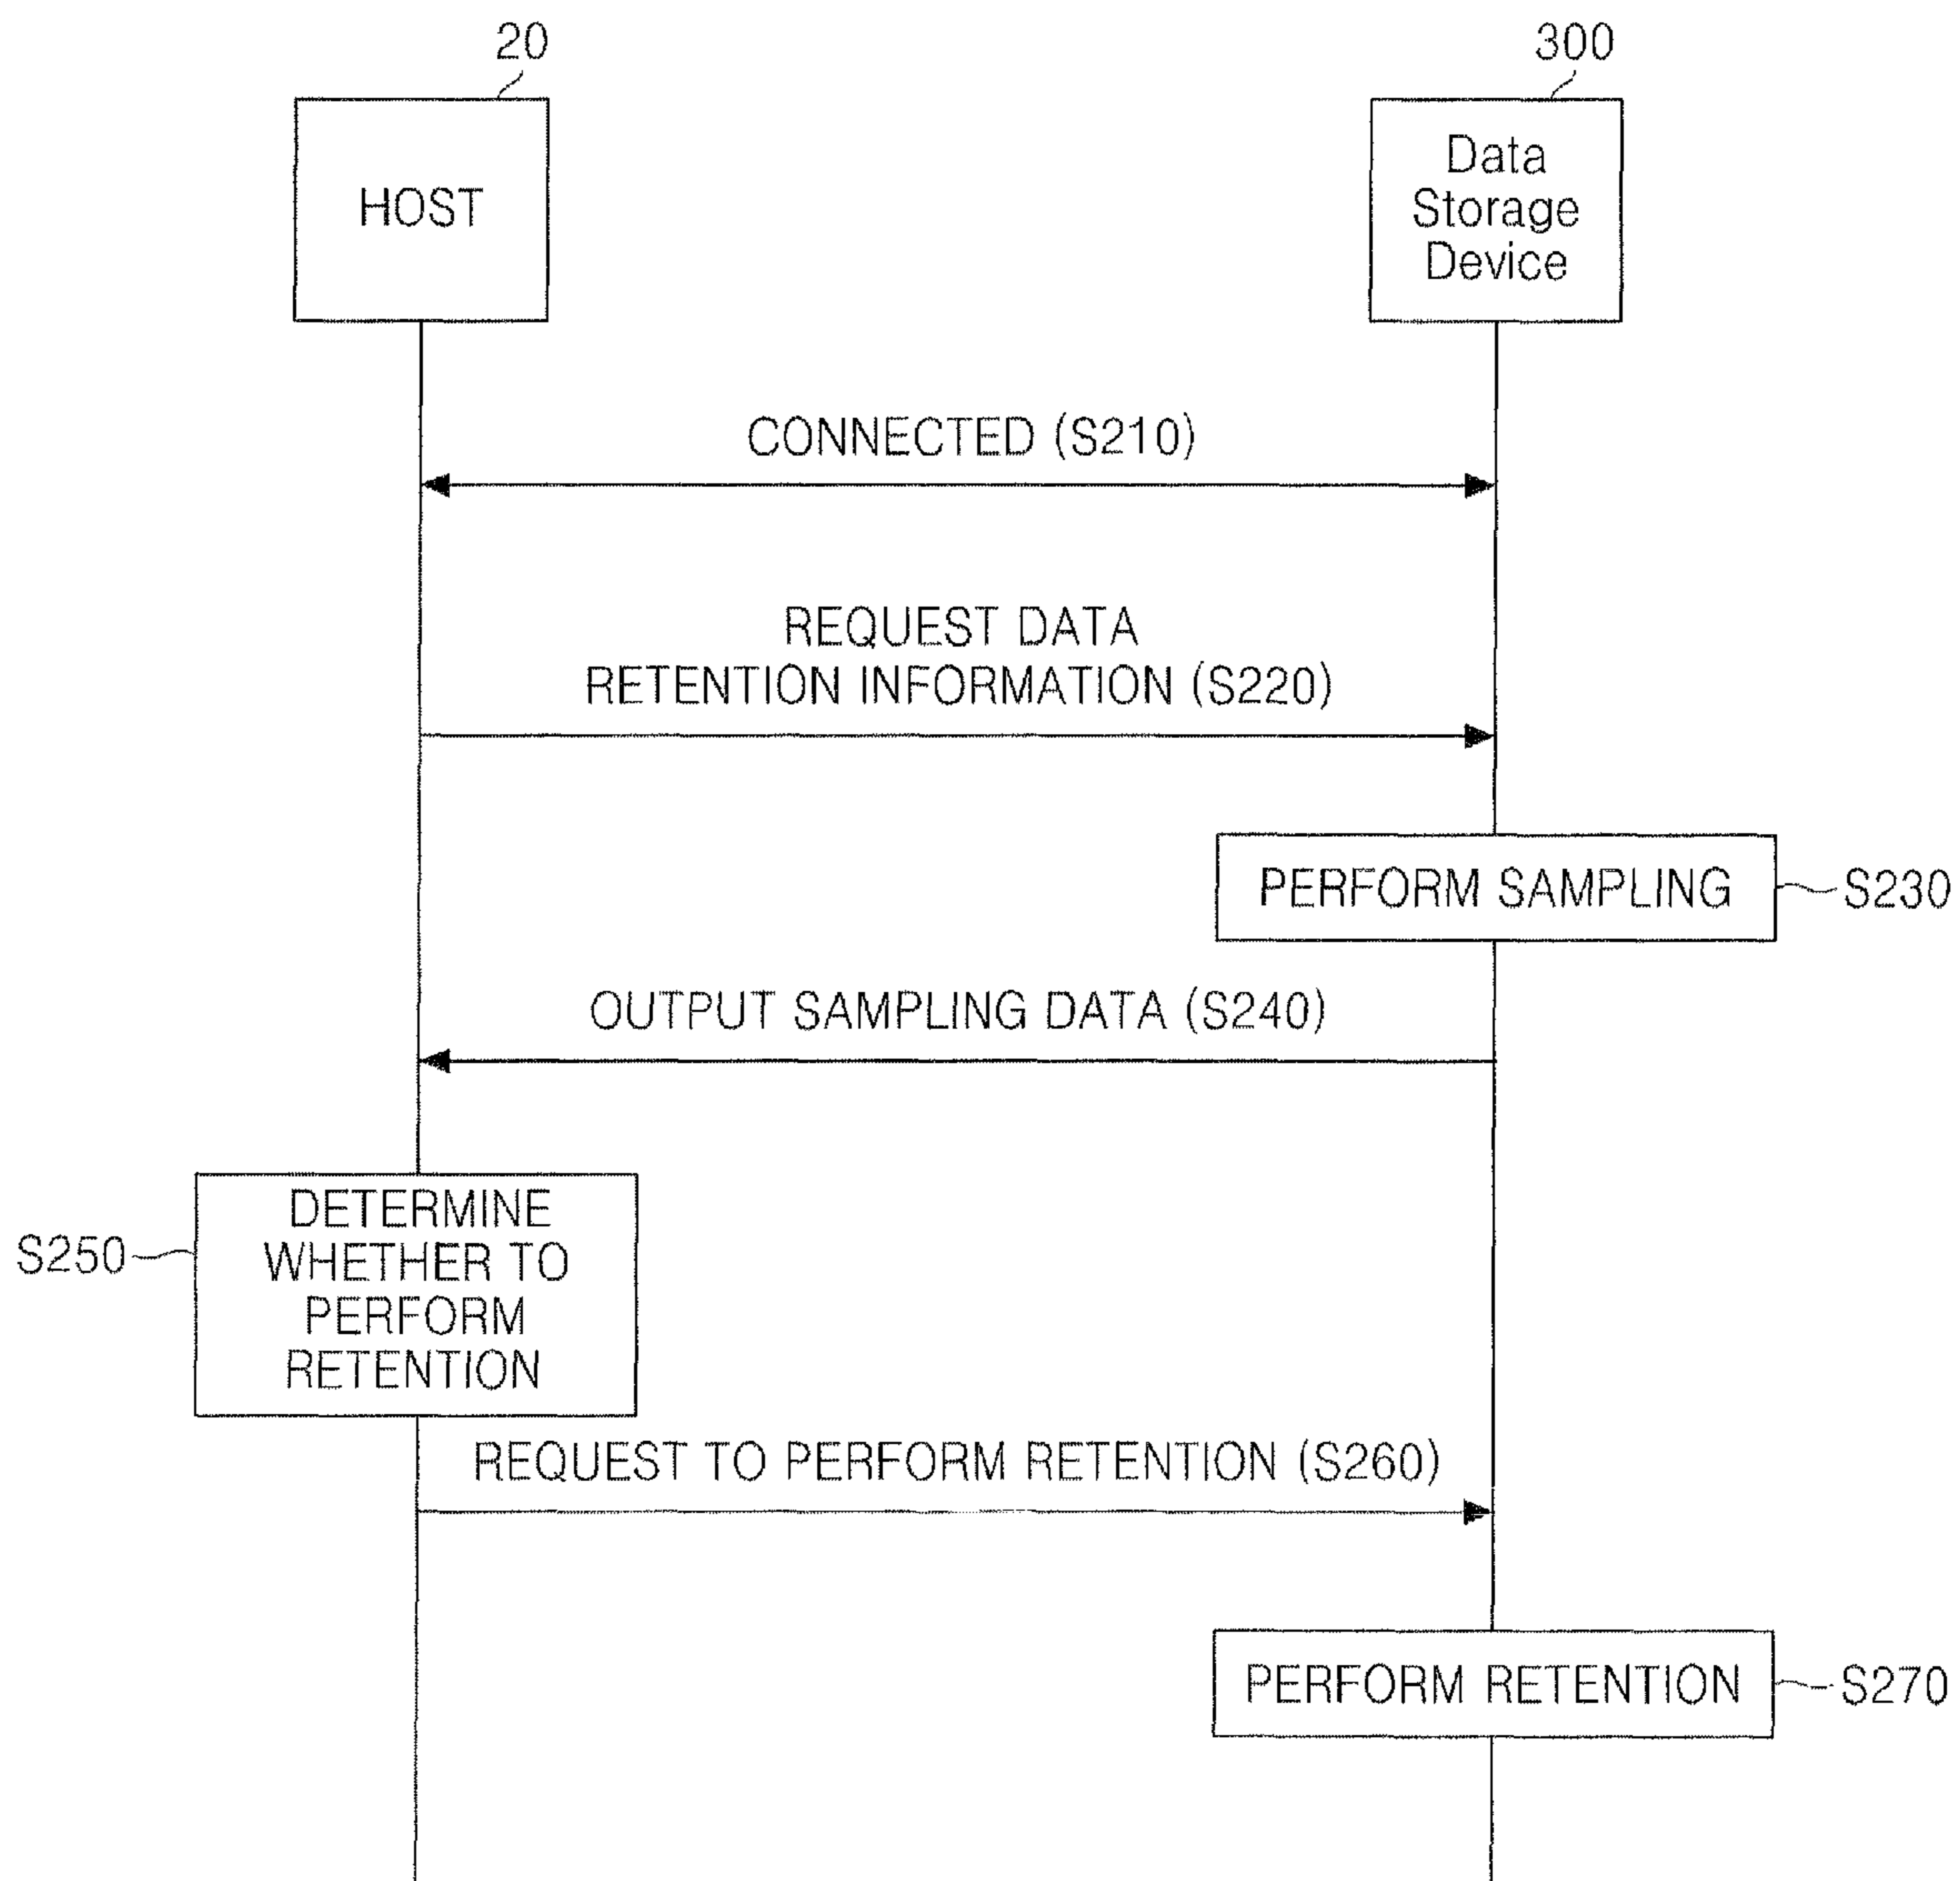 20
300
HOST
Data
Storage
Device
CONNECTED (S210)
REQUEST DATA
RETENTION INFORMATION (S220)
PERFORM SAMPLING
S230
OUTPUT SAMPLING DATA (S240)
S250
DETERMINE
WHETHER TO
PERFORM
RETENTION
REQUEST TO PERFORM RETENTION (S260)
PERFORM RETENTION
S270